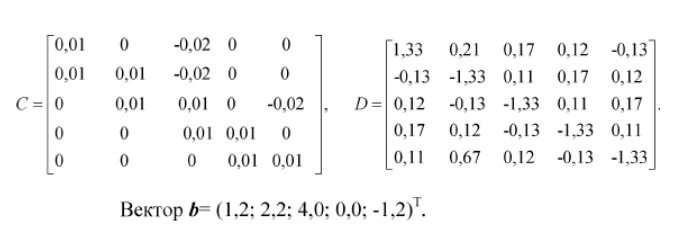 0,01 0 -0,02 0 0 1,33 0,21 0,17 0,12 -0,13
0,01 0,01 -0,02 0 0 -0,13 -1,33 0,11 0,17 0,12
C = 0 0,01 0,01 0 -0,02 , D = 0,12 -0,13 -1,33 0,11 0,17 .
0 0 0,01 0,01 0 0,17 0,12 -0,13 -1,33 0,11
0 0 0 0,01 0,01 0,11 0,67 0,12 -0,13 -1,33
Вектор b= (1,2; 2,2; 4,0; 0,0; -1,2)ᵀ.